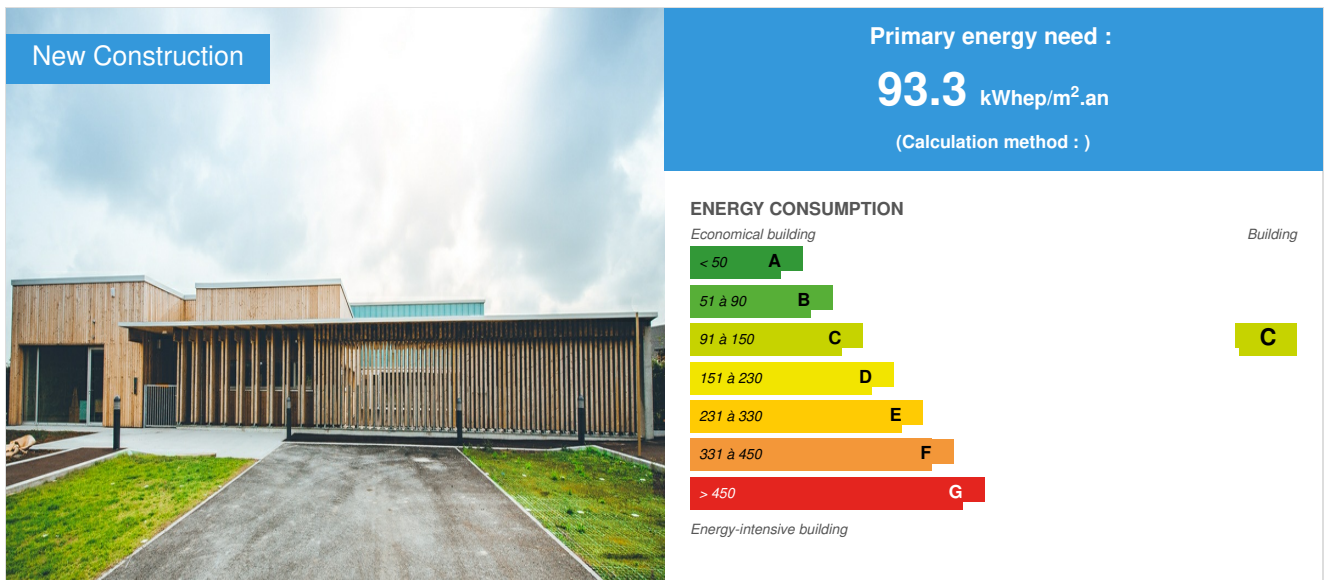 New Construction
Primary energy need :
93.3 kWhep/m².an
(Calculation method : )
ENERGY CONSUMPTION
Economical building
Building
< 50 A
51 à 90 B
91 à 150 C
C
151 à 230 D
231 à 330 E
331 à 450 F
> 450 G
Energy-intensive building